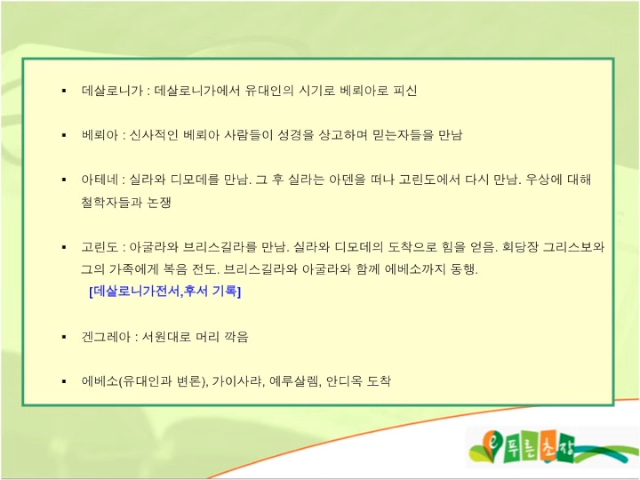 ▪ 데살로니가 : 데살로니가에서 유대인의 시기로 베뢰아로 피신
▪ 베뢰아 : 신사적인 베뢰아 사람들이 성경을 상고하며 믿는자들을 만남
▪ 아테네 : 실라와 디모데를 만남. 그 후 실라는 아덴을 떠나 고린도에서 다시 만남. 우상에 대해
철학자들과 논쟁
▪ 고린도 : 아굴라와 브리스길라를 만남. 실라와 디모데의 도착으로 힘을 얻음. 회당장 그리스보와
그의 가족에게 복음 전도. 브리스길라와 아굴라와 함께 에베소까지 동행.
[데살로니가전서,후서 기록]
▪ 겐그레아 : 서원대로 머리 깍음
▪ 에베소(유대인과 변론), 가이사랴, 예루살렘, 안디옥 도착
e푸른초장